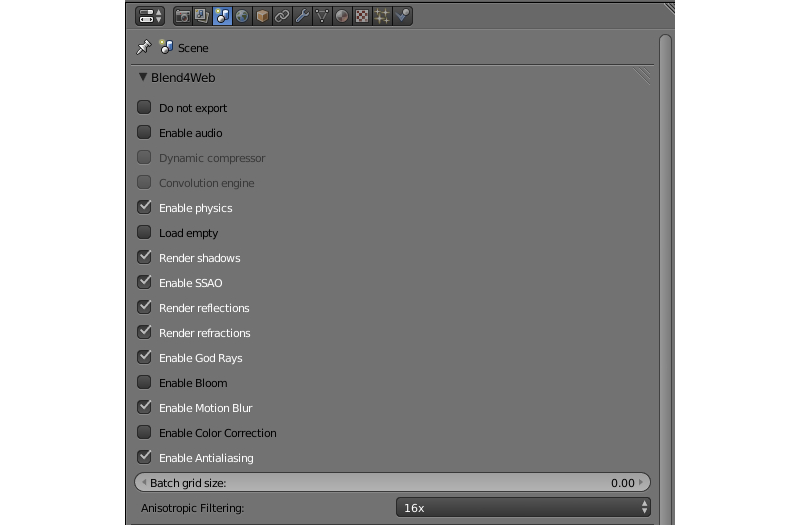 Scene
Blend4Web
Do not export
Enable audio
Dynamic compressor
Convolution engine
Enable physics
Load empty
Render shadows
Enable SSAO
Render reflections
Render refractions
Enable God Rays
Enable Bloom
Enable Motion Blur
Enable Color Correction
Enable Antialiasing
Batch grid size: 0.00
Anisotropic Filtering: 16x